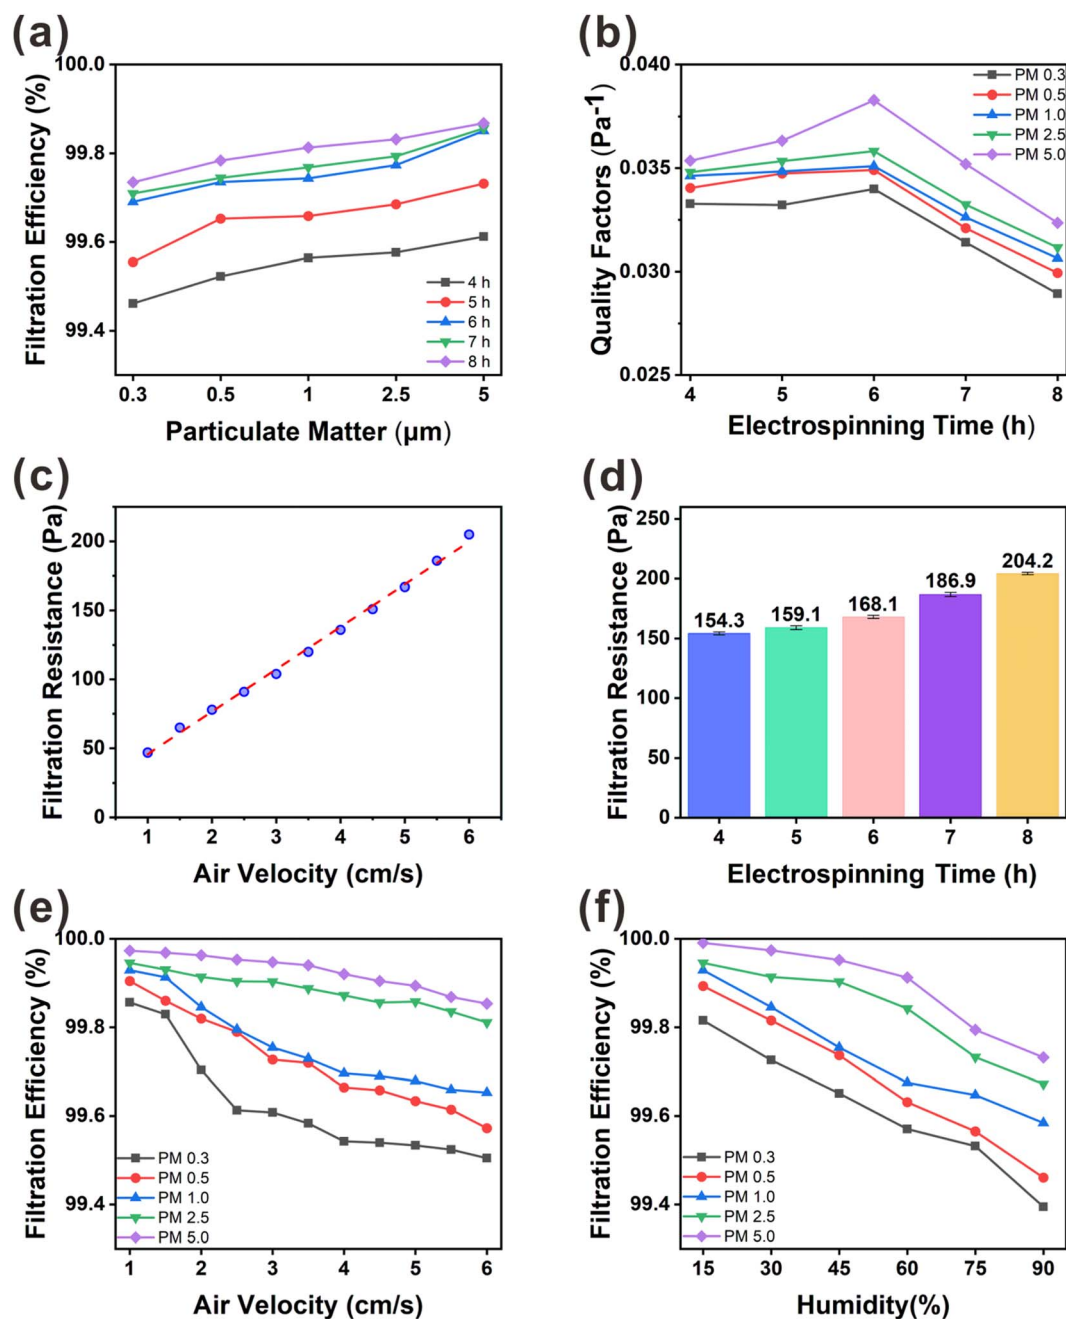 (a)
Filtration Efficiency (%)
100.0
99.8
99.6
99.4
4 h
5 h
6 h
7 h
8 h
0.3 0.5 1 2.5 5
Particulate Matter (μm)
(b)
Quality Factors (Pa⁻¹)
0.040
0.035
0.030
0.025
PM 0.3
PM 0.5
PM 1.0
PM 2.5
PM 5.0
4 5 6 7 8
Electrospinning Time (h)
(c)
Filtration Resistance (Pa)
200
150
100
50
0
1 2 3 4 5 6
Air Velocity (cm/s)
(d)
Filtration Resistance (Pa)
250
200
150
100
50
0
154.3 159.1 168.1 186.9 204.2
4 5 6 7 8
Electrospinning Time (h)
(e)
Filtration Efficiency (%)
100.0
99.8
99.6
99.4
PM 0.3
PM 0.5
PM 1.0
PM 2.5
PM 5.0
1 2 3 4 5 6
Air Velocity (cm/s)
(f)
Filtration Efficiency (%)
100.0
99.8
99.6
99.4
PM 0.3
PM 0.5
PM 1.0
PM 2.5
PM 5.0
15 30 45 60 75 90
Humidity(%)